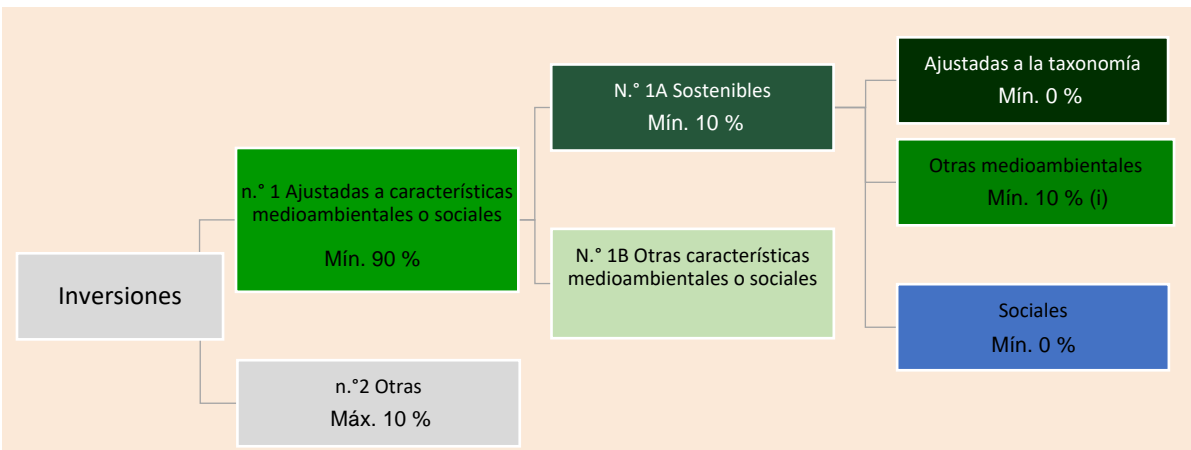 Inversiones
n.° 1 Ajustadas a características
medioambientales o sociales
Mín. 90 %
n.°2 Otras
Máx. 10 %
N.° 1A Sostenibles
Mín. 10 %
N.° 1B Otras características
medioambientales o sociales
Ajustadas a la taxonomía
Mín. 0 %
Otras medioambientales
Mín. 10 % (i)
Sociales
Mín. 0 %